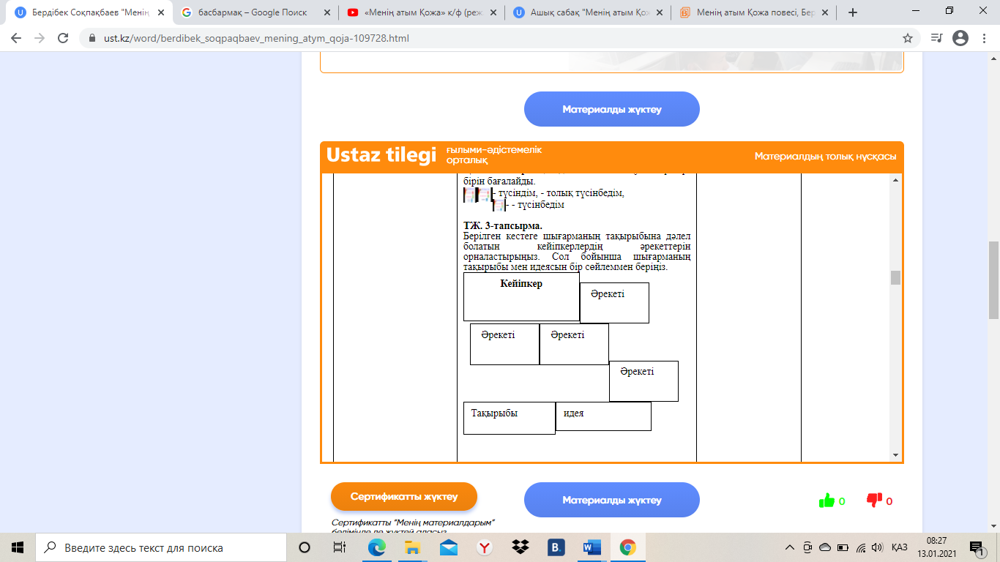 Бердібек Соқпақбаев "Менің
басбармақ – Google Поиск
«Менің атым Қожа» к/ф (реж.
Ашық сабақ "Менің атым Қож
Менің атым Қожа повесі, Бер
ust.kz/word/berdibek_soqpaqbaev_mening_atym_qoja-109728.html
Материалды жүктеу
Ustaz tilegi
ғылыми-әдістемелік
орталық
Материалдың толық нұсқасы
бірін бағалайды.
- түсіндім, - толық түсінбедім,
- - түсінбедім
ТЖ. 3-тапсырма.
Берілген кестеге шығарманың тақырыбына дәлел
болатын кейіпкерлердің әрекеттерін
орналастырыңыз. Сол бойынша шығарманың
тақырыбы мен идеясын бір сөйлеммен беріңіз.
Кейіпкер
Әрекеті
Әрекеті
Әрекеті
Әрекеті
Тақырыбы
идея
Сертификатты жүктеу
Материалды жүктеу
0
0
Сертификатты "Менің материалдарым"
Введите здесь текст для поиска
ҚАЗ
08:27
13.01.2021
1